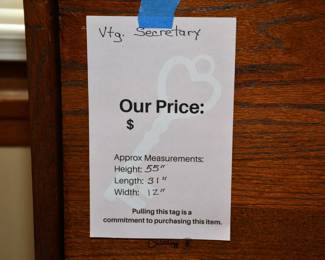 Vtg. Secretary
Our Price:
$
Approx Measurements:
Height: 55"
Length: 31"
Width: 12"
Pulling this tag is a
commitment to purchasing this item.